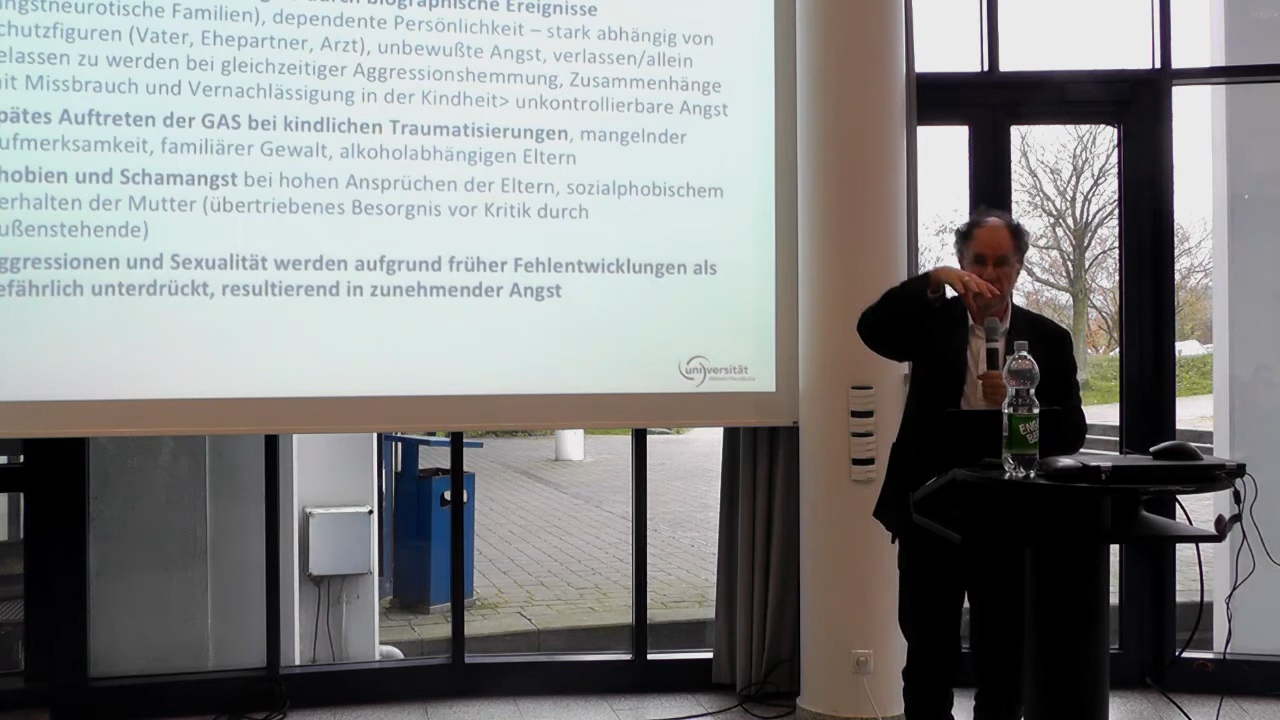 durch biographische Ereignisse
ngstneurotische Familien), dependente Persönlichkeit – stark abhängig von
chutzfiguren (Vater, Ehepartner, Arzt), unbewußte Angst, verlassen/allein
elassen zu werden bei gleichzeitiger Aggressionshemmung, Zusammenhänge
it Missbrauch und Vernachlässigung in der Kindheit> unkontrollierbare Angst
pätes Auftreten der GAS bei kindlichen Traumatisierungen, mangelnder
ufmerksamkeit, familiärer Gewalt, alkoholabhängigen Eltern
hobien und Schamangst bei hohen Ansprüchen der Eltern, sozialphobischem
erhalten der Mutter (übertriebenes Besorgnis vor Kritik durch
ußenstehende)
ggressionen und Sexualität werden aufgrund früher Fehlentwicklungen als
efährlich unterdrückt, resultierend in zunehmender Angst
universität